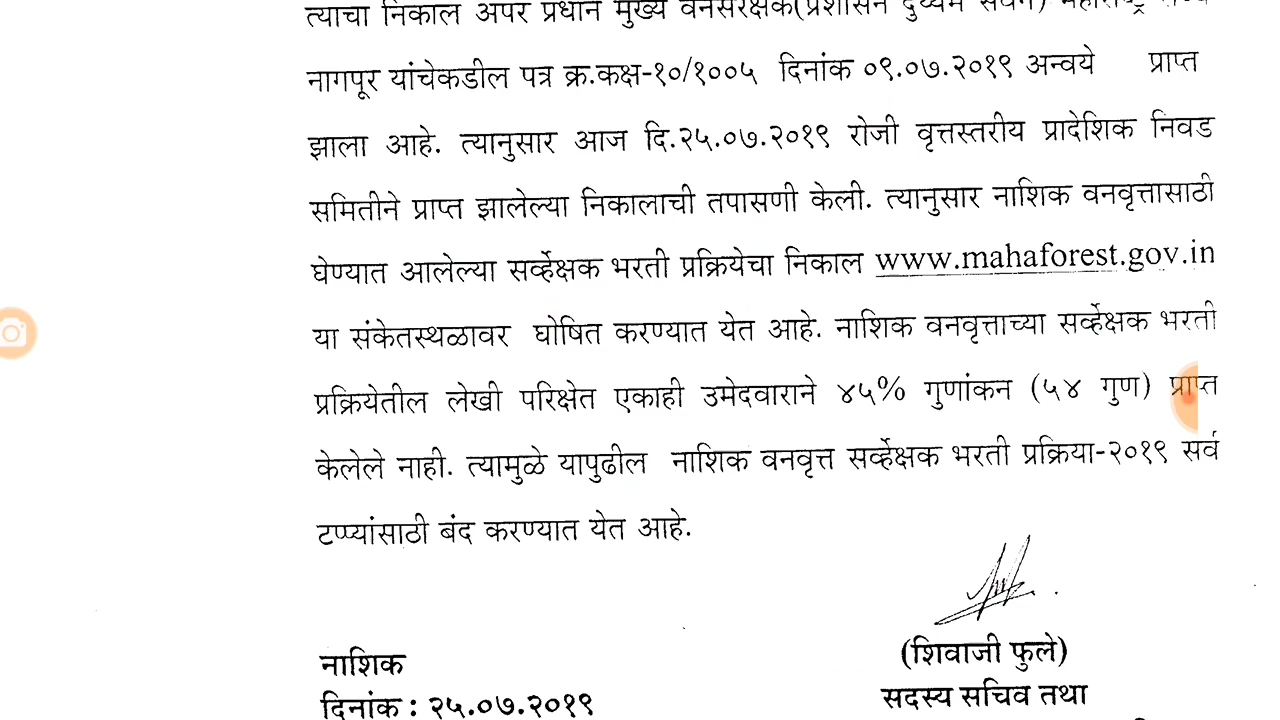 त्याचा निकाल अपर प्रधान मुख्य वनसंरक्षक(प्रशासन दुय्यम संवर्ग) महाराष्ट्र
नागपूर यांचेकडील पत्र क्र.कक्ष-१०/१००५ दिनांक ०९.०७.२०१९ अन्वये प्राप्त
झाला आहे. त्यानुसार आज दि.२५.०७.२०१९ रोजी वृत्तस्तरीय प्रादेशिक निवड
समितीने प्राप्त झालेल्या निकालाची तपासणी केली. त्यानुसार नाशिक वनवृत्तासाठी
घेण्यात आलेल्या सर्व्हेक्षक भरती प्रक्रियेचा निकाल www.mahaforest.gov.in
या संकेतस्थळावर घोषित करण्यात येत आहे. नाशिक वनवृत्ताच्या सर्व्हेक्षक भरती
प्रक्रियेतील लेखी परिक्षेत एकाही उमेदवाराने ४५% गुणांकन (५४ गुण) प्राप्त
केलेले नाही. त्यामुळे यापुढील नाशिक वनवृत्त सर्व्हेक्षक भरती प्रक्रिया-२०१९ सर्व
टप्प्यांसाठी बंद करण्यात येत आहे.
(शिवाजी फुले)
नाशिक
सदस्य सचिव तथा
दिनांक : २५.०७.२०१९